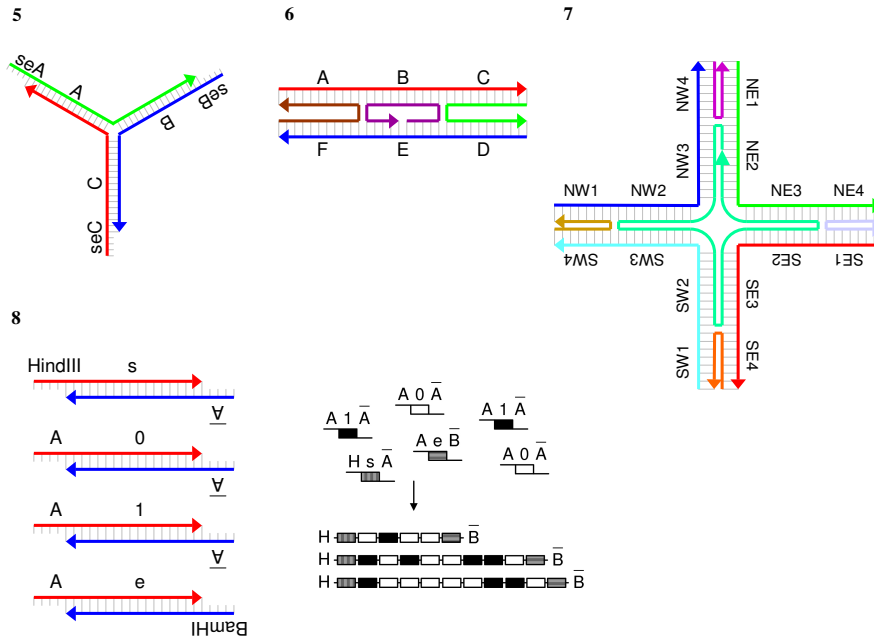 5
seA
A
seB
B
C
seC
6
A B C
F E D
7
NW4
NE1
NW3
NE2
NW1 NW2 NE3 NE4
SW4 SW3 SE2 SE1
SW2
SE3
SW1
SE4
8
HindIII s
A̅
A 0
A̅
A 1
A̅
A e
BamHI
A 0 A̅
A 1 A̅
A 1 A̅
A e B̅
H s A̅
A 0 A̅
H B̅
H B̅
H B̅